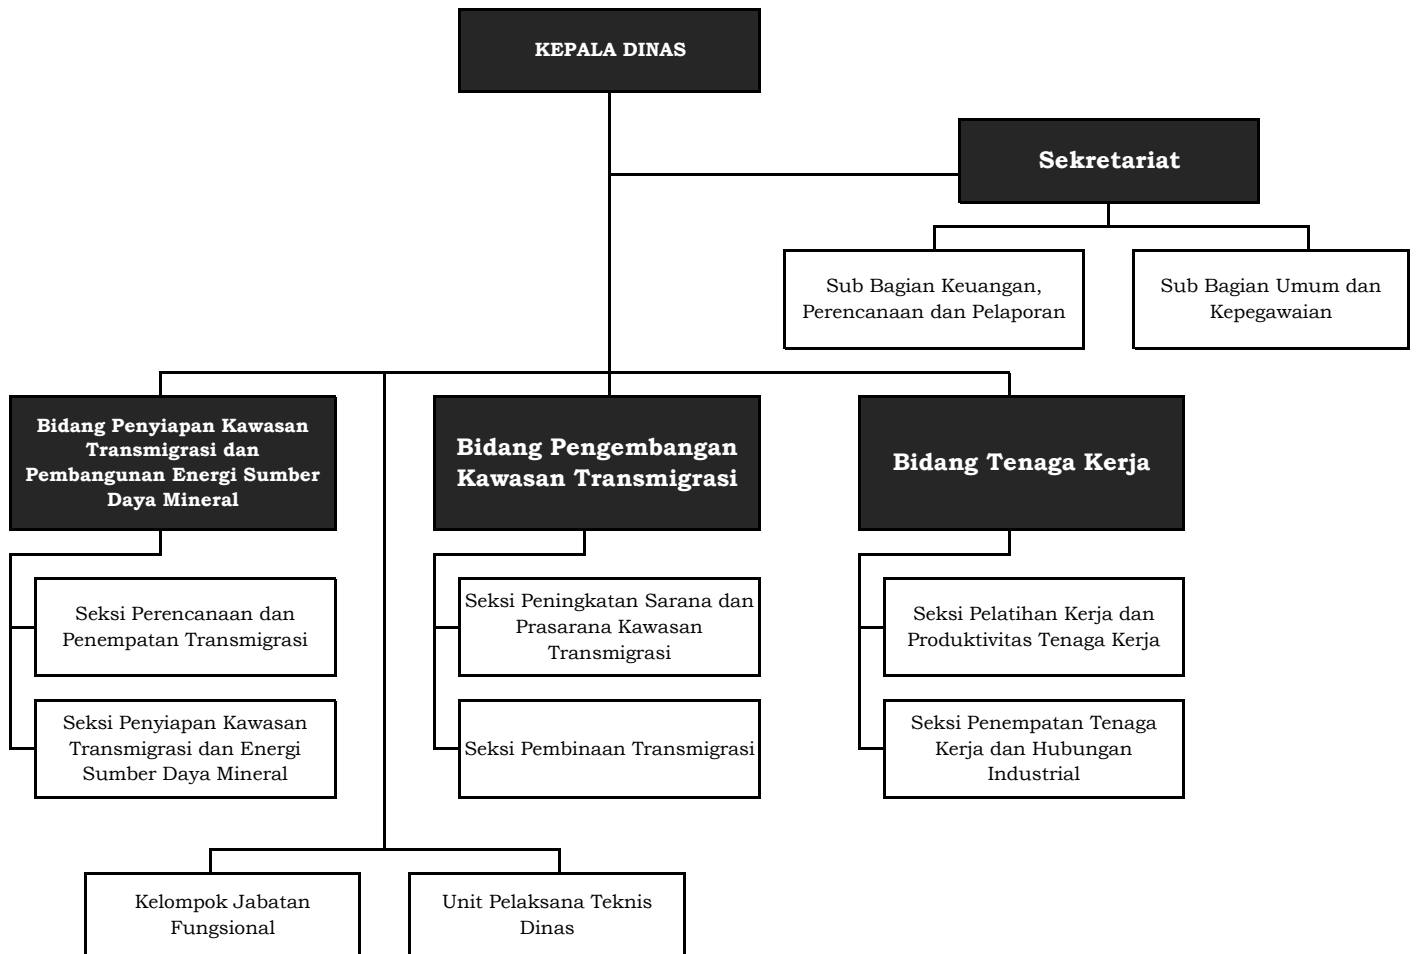 KEPALA DINAS
Sekretariat
Sub Bagian Keuangan,
Perencanaan dan Pelaporan
Sub Bagian Umum dan
Kepegawaian
Bidang Penyiapan Kawasan
Transmigrasi dan
Pembangunan Energi Sumber
Daya Mineral
Bidang Pengembangan
Kawasan Transmigrasi
Bidang Tenaga Kerja
Seksi Perencanaan dan
Penempatan Transmigrasi
Seksi Peningkatan Sarana dan
Prasarana Kawasan
Transmigrasi
Seksi Pelatihan Kerja dan
Produktivitas Tenaga Kerja
Seksi Penyiapan Kawasan
Transmigrasi dan Energi
Sumber Daya Mineral
Seksi Pembinaan Transmigrasi
Seksi Penempatan Tenaga
Kerja dan Hubungan
Industrial
Kelompok Jabatan
Fungsional
Unit Pelaksana Teknis
Dinas